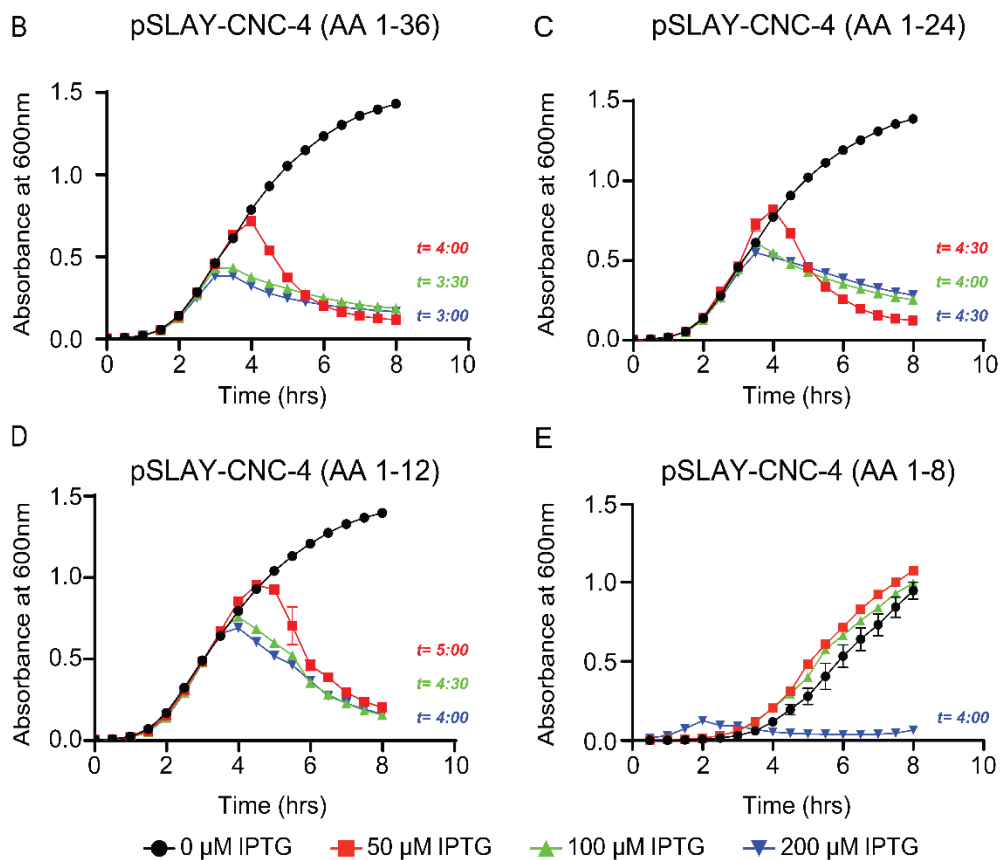 B pSLAY-CNC-4 (AA 1-36)
Absorbance at 600nm
1.5
1.0
0.5
0.0
t= 4:00
t= 3:30
t= 3:00
0 2 4 6 8 10
Time (hrs)
C pSLAY-CNC-4 (AA 1-24)
Absorbance at 600nm
1.5
1.0
0.5
0.0
t= 4:30
t= 4:00
t= 4:30
0 2 4 6 8 10
Time (hrs)
D pSLAY-CNC-4 (AA 1-12)
Absorbance at 600nm
1.5
1.0
0.5
0.0
t= 5:00
t= 4:30
t= 4:00
0 2 4 6 8 10
Time (hrs)
E pSLAY-CNC-4 (AA 1-8)
Absorbance at 600nm
1.5
1.0
0.5
0.0
t= 4:00
0 2 4 6 8 10
Time (hrs)
0 µM IPTG 50 µM IPTG 100 µM IPTG 200 µM IPTG